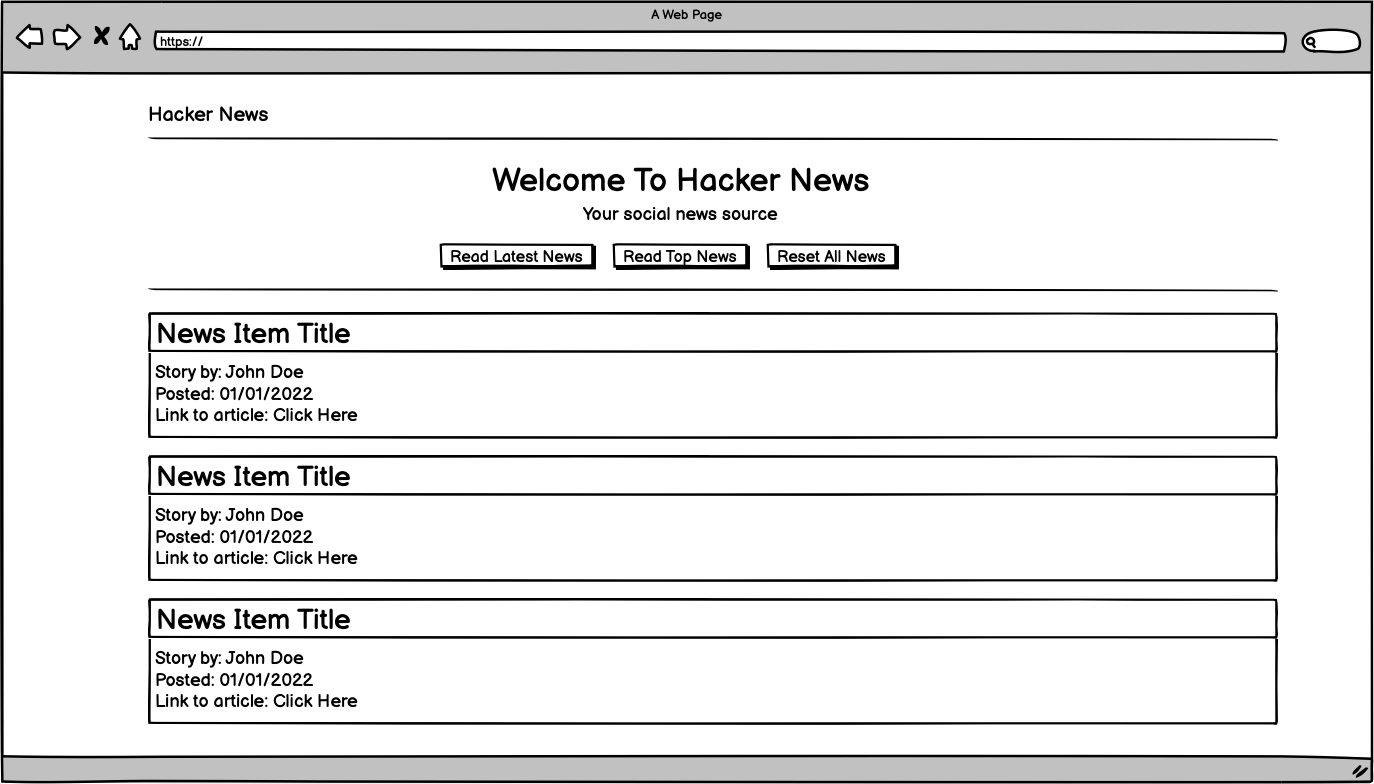 A Web Page
https://
Hacker News
Welcome To Hacker News
Your social news source
Read Latest News Read Top News Reset All News
News Item Title
Story by: John Doe
Posted: 01/01/2022
Link to article: Click Here
News Item Title
Story by: John Doe
Posted: 01/01/2022
Link to article: Click Here
News Item Title
Story by: John Doe
Posted: 01/01/2022
Link to article: Click Here